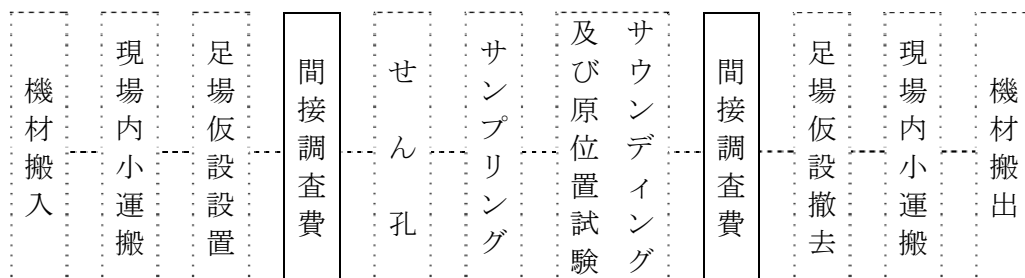 機材搬入
現場内小運搬
足場仮設設置
間接調査費
せん孔
サンプリング
サウンディング
及び原位置試験
間接調査費
足場仮設撤去
現場内小運搬
機材搬出